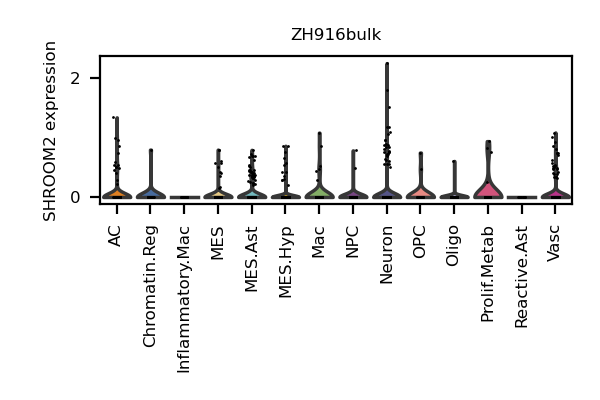 ZH916bulk
SHROOM2 expression
2
0
AC
Chromatin.Reg
Inflammatory.Mac
MES
MES.Ast
MES.Hyp
Mac
NPC
Neuron
OPC
Oligo
Prolif.Metab
Reactive.Ast
Vasc